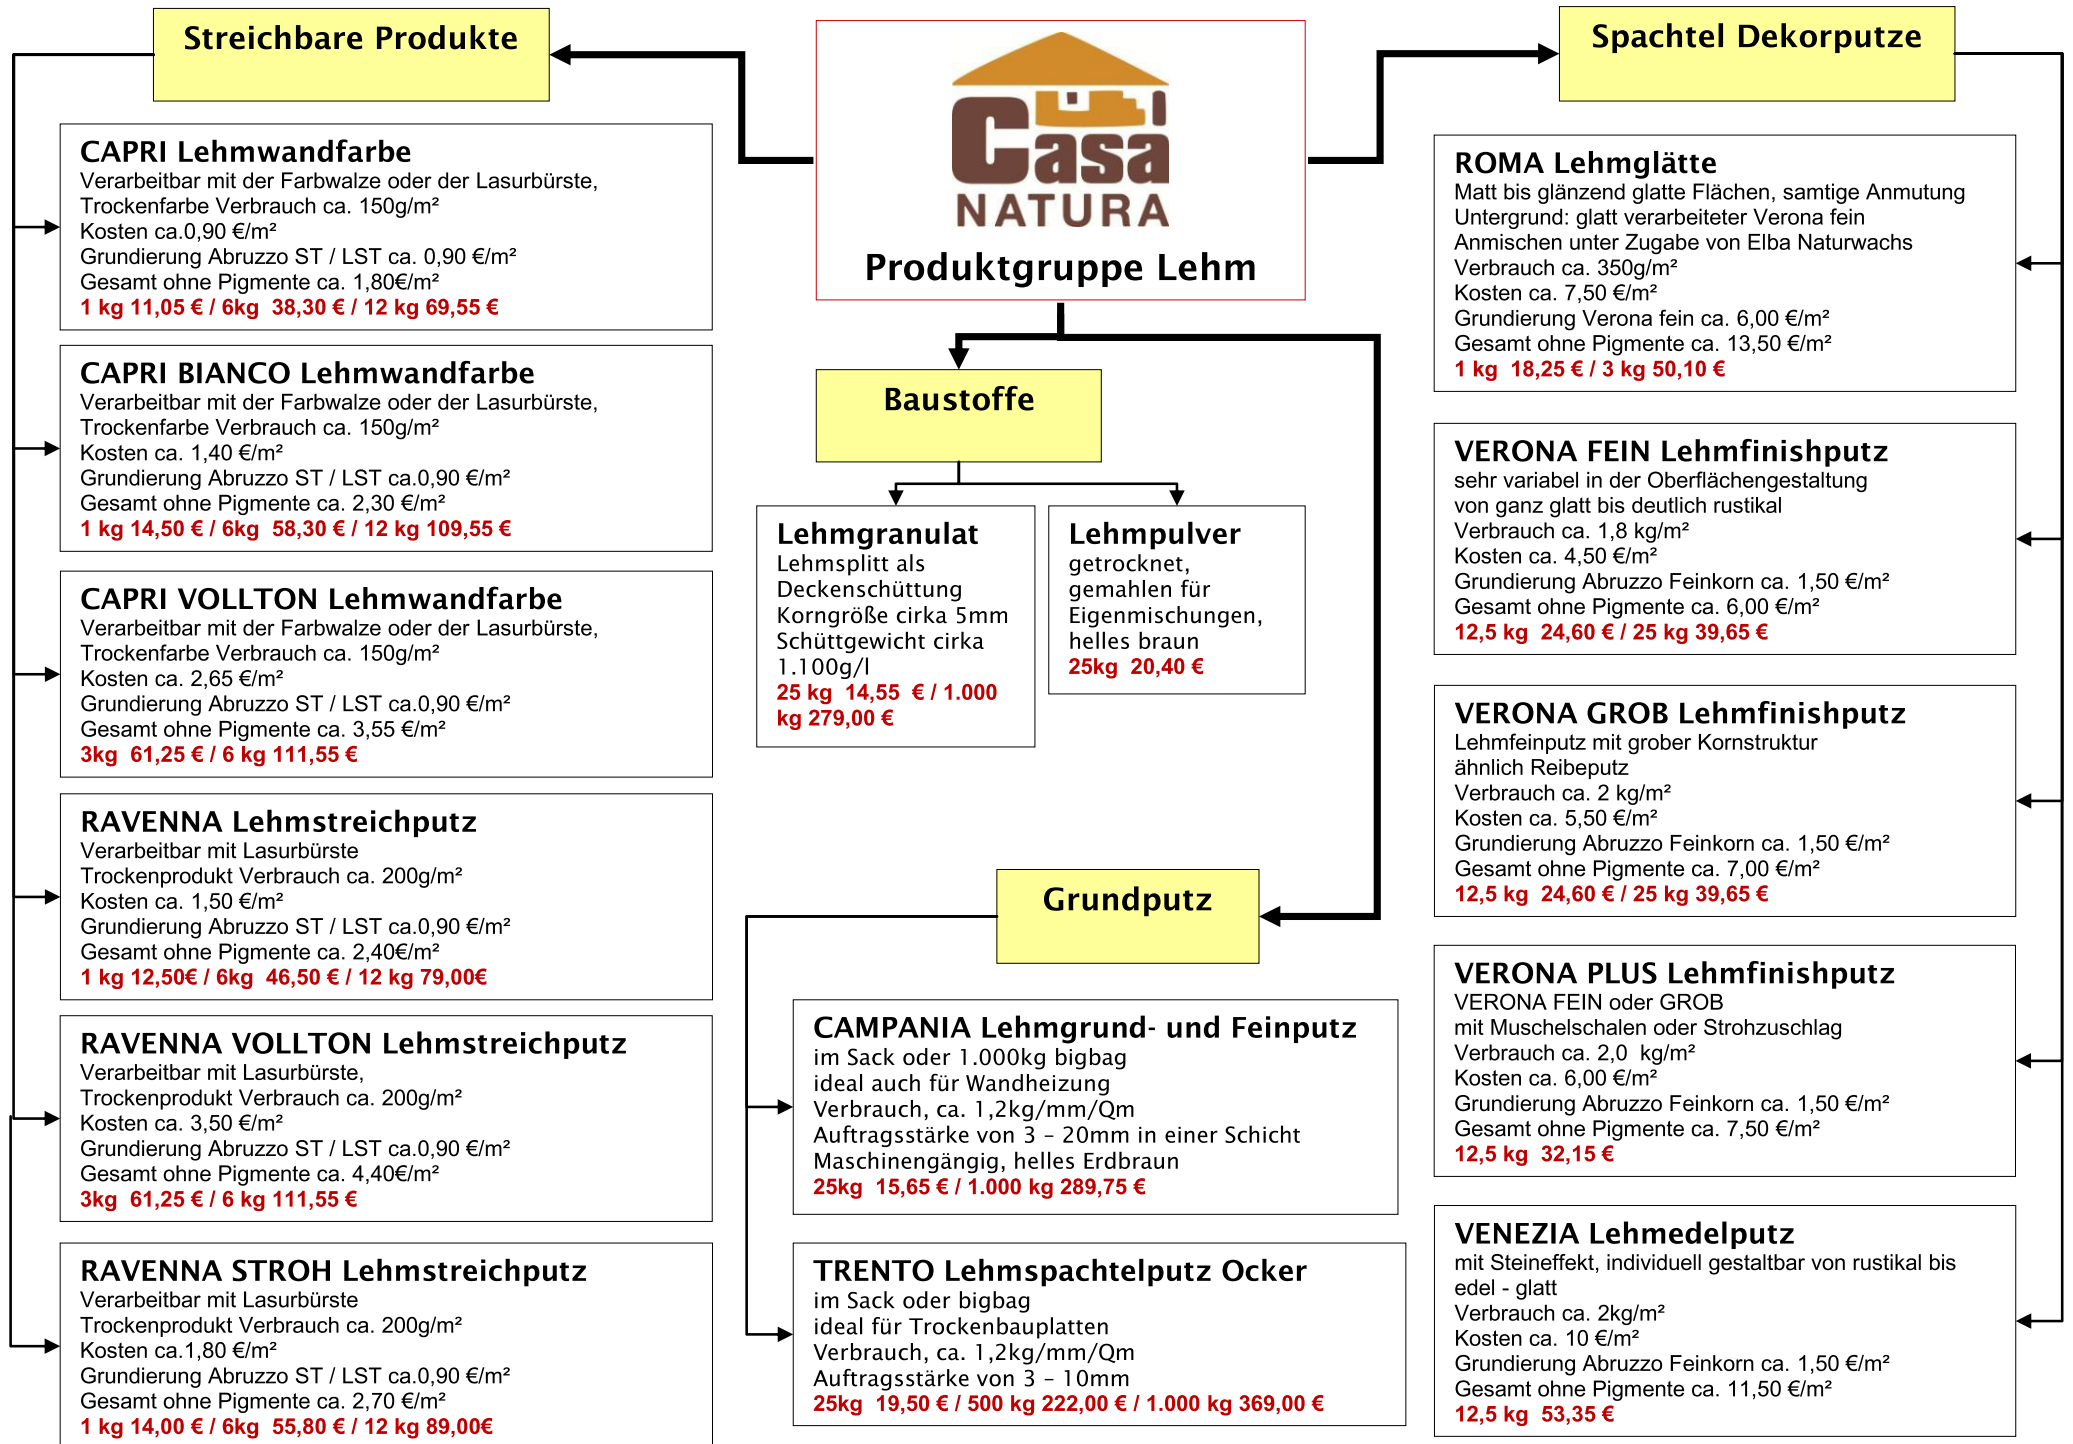 Streichbare Produkte
CAPRI Lehmwandfarbe
Verarbeitbar mit der Farbwalze oder der Lasurbürste,
Trockenfarbe Verbrauch ca. 150g/m²
Kosten ca.0,90 €/m²
Grundierung Abruzzo ST / LST ca. 0,90 €/m²
Gesamt ohne Pigmente ca. 1,80€/m²
1 kg 11,05 € / 6kg  38,30 € / 12 kg 69,55 €
CAPRI BIANCO Lehmwandfarbe
Verarbeitbar mit der Farbwalze oder der Lasurbürste,
Trockenfarbe Verbrauch ca. 150g/m²
Kosten ca. 1,40 €/m²
Grundierung Abruzzo ST / LST ca.0,90 €/m²
Gesamt ohne Pigmente ca. 2,30 €/m²
1 kg 14,50 € / 6kg  58,30 € / 12 kg 109,55 €
CAPRI VOLLTON Lehmwandfarbe
Verarbeitbar mit der Farbwalze oder der Lasurbürste,
Trockenfarbe Verbrauch ca. 150g/m²
Kosten ca. 2,65 €/m²
Grundierung Abruzzo ST / LST ca.0,90 €/m²
Gesamt ohne Pigmente ca. 3,55 €/m²
3kg  61,25 € / 6 kg 111,55 €
RAVENNA Lehmstreichputz
Verarbeitbar mit Lasurbürste
Trockenprodukt Verbrauch ca. 200g/m²
Kosten ca. 1,50 €/m²
Grundierung Abruzzo ST / LST ca.0,90 €/m²
Gesamt ohne Pigmente ca. 2,40€/m²
1 kg 12,50€ / 6kg  46,50 € / 12 kg 79,00€
RAVENNA VOLLTON Lehmstreichputz
Verarbeitbar mit Lasurbürste,
Trockenprodukt Verbrauch ca. 200g/m²
Kosten ca. 3,50 €/m²
Grundierung Abruzzo ST / LST ca.0,90 €/m²
Gesamt ohne Pigmente ca. 4,40€/m²
3kg  61,25 € / 6 kg 111,55 €
RAVENNA STROH Lehmstreichputz
Verarbeitbar mit Lasurbürste
Trockenprodukt Verbrauch ca. 200g/m²
Kosten ca.1,80 €/m²
Grundierung Abruzzo ST / LST ca.0,90 €/m²
Gesamt ohne Pigmente ca. 2,70 €/m²
1 kg 14,00 € / 6kg  55,80 € / 12 kg 89,00€
Casa
NATURA
Produktgruppe Lehm
Baustoffe
Lehmgranulat
Lehmsplitt als
Deckenschüttung
Korngröße cirka 5mm
Schüttgewicht cirka
1.100g/l
25 kg  14,55  € / 1.000
kg 279,00 €
Lehmpulver
getrocknet,
gemahlen für
Eigenmischungen,
helles braun
25kg  20,40 €
Grundputz
CAMPANIA Lehmgrund- und Feinputz
im Sack oder 1.000kg bigbag
ideal auch für Wandheizung
Verbrauch, ca. 1,2kg/mm/Qm
Auftragsstärke von 3 – 20mm in einer Schicht
Maschinengängig, helles Erdbraun
25kg  15,65 € / 1.000 kg 289,75 €
TRENTO Lehmspachtelputz Ocker
im Sack oder bigbag
ideal für Trockenbauplatten
Verbrauch, ca. 1,2kg/mm/Qm
Auftragsstärke von 3 – 10mm
25kg  19,50 € / 500 kg 222,00 € / 1.000 kg 369,00 €
Spachtel Dekorputze
ROMA Lehmglätte
Matt bis glänzend glatte Flächen, samtige Anmutung
Untergrund: glatt verarbeiteter Verona fein
Anmischen unter Zugabe von Elba Naturwachs
Verbrauch ca. 350g/m²
Kosten ca. 7,50 €/m²
Grundierung Verona fein ca. 6,00 €/m²
Gesamt ohne Pigmente ca. 13,50 €/m²
1 kg  18,25 € / 3 kg 50,10 €
VERONA FEIN Lehmfinishputz
sehr variabel in der Oberflächengestaltung
von ganz glatt bis deutlich rustikal
Verbrauch ca. 1,8 kg/m²
Kosten ca. 4,50 €/m²
Grundierung Abruzzo Feinkorn ca. 1,50 €/m²
Gesamt ohne Pigmente ca. 6,00 €/m²
12,5 kg  24,60 € / 25 kg 39,65 €
VERONA GROB Lehmfinishputz
Lehmfeinputz mit grober Kornstruktur
ähnlich Reibeputz
Verbrauch ca. 2 kg/m²
Kosten ca. 5,50 €/m²
Grundierung Abruzzo Feinkorn ca. 1,50 €/m²
Gesamt ohne Pigmente ca. 7,00 €/m²
12,5 kg  24,60 € / 25 kg 39,65 €
VERONA PLUS Lehmfinishputz
VERONA FEIN oder GROB
mit Muschelschalen oder Strohzuschlag
Verbrauch ca. 2,0  kg/m²
Kosten ca. 6,00 €/m²
Grundierung Abruzzo Feinkorn ca. 1,50 €/m²
Gesamt ohne Pigmente ca. 7,50 €/m²
12,5 kg  32,15 €
VENEZIA Lehmedelputz
mit Steineffekt, individuell gestaltbar von rustikal bis
edel - glatt
Verbrauch ca. 2kg/m²
Kosten ca. 10 €/m²
Grundierung Abruzzo Feinkorn ca. 1,50 €/m²
Gesamt ohne Pigmente ca. 11,50 €/m²
12,5 kg  53,35 €